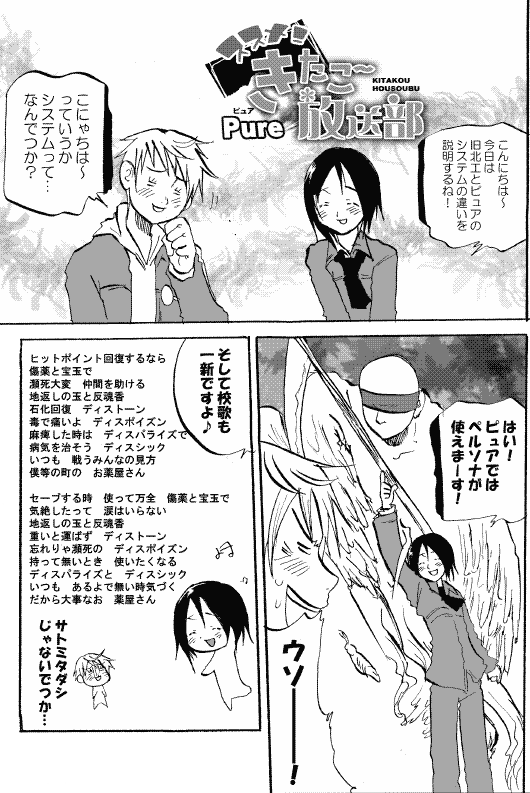 ススメ!
きたこ～
KITAKOU
HOUSOUBU
ピュア
Pure
放送部
こんにちは～
今日は
旧北工とピュアの
システムの違いを
説明するね!
こにゃちは～
っていうか
システムって…
なんでつか?
はい!
ピュアでは
ペルソナが
使えまーす!
ウソ――――!
そして校歌も
一新ですよ♪
ヒットポイント回復するなら
傷薬と宝玉で
瀕死大変 仲間を助ける
地返しの玉と反魂香
石化回復 ディストーン
毒で痛いよ ディスポイズン
麻痺した時は ディスパライズで
病気を治そう ディスシック
いつも 戦うみんなの見方
僕等の町の お薬屋さん
セーブする時 使って万全 傷薬と宝玉で
気絶したって 涙はいらない
地返しの玉と反魂香
重いと運ばず ディストーン
忘れりゃ瀕死の ディスポイズン
持って無いとき 使いたくなる
ディスパライズと ディスシック
いつも あるよで無い時気づく
だから大事なお 薬屋さん
サトミタダシ
じゃないでつか…